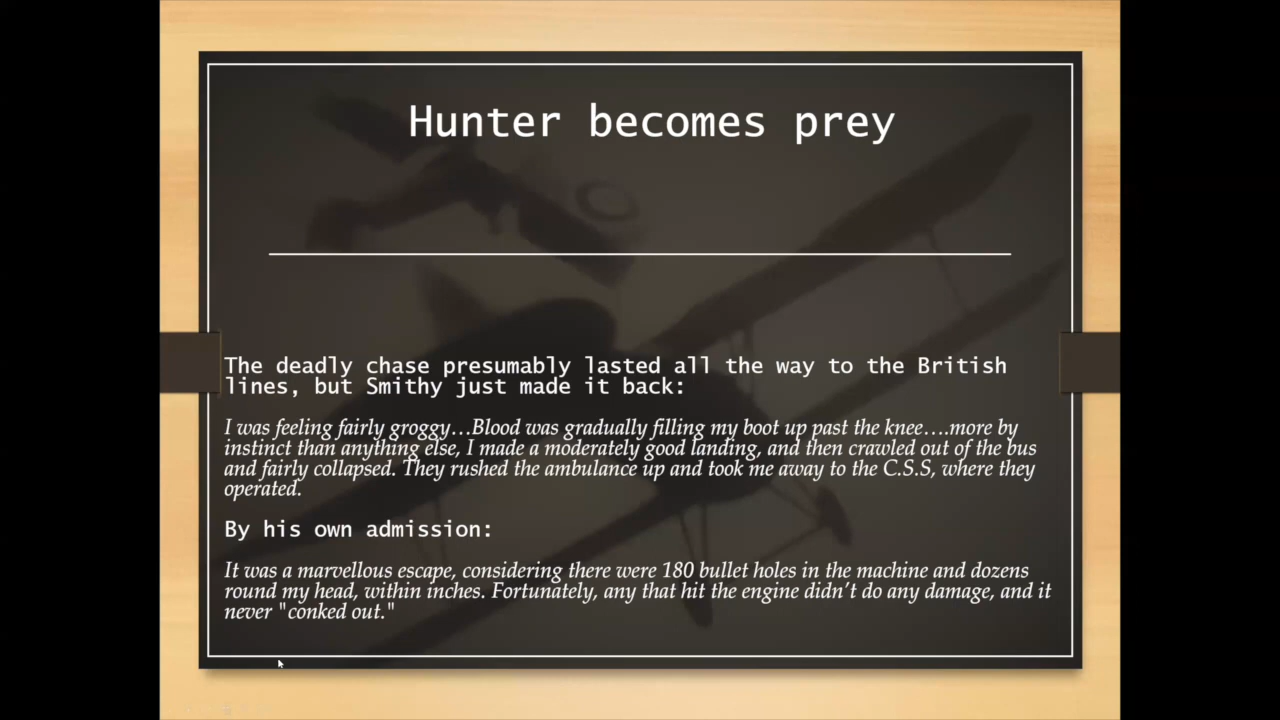 Hunter becomes prey
The deadly chase presumably lasted all the way to the British
lines, but Smithy just made it back:
I was feeling fairly groggy…Blood was gradually filling my boot up past the knee….more by
instinct than anything else, I made a moderately good landing, and then crawled out of the bus
and fairly collapsed. They rushed the ambulance up and took me away to the C.S.S, where they
operated.
By his own admission:
It was a marvellous escape, considering there were 180 bullet holes in the machine and dozens
round my head, within inches. Fortunately, any that hit the engine didn’t do any damage, and it
never "conked out."